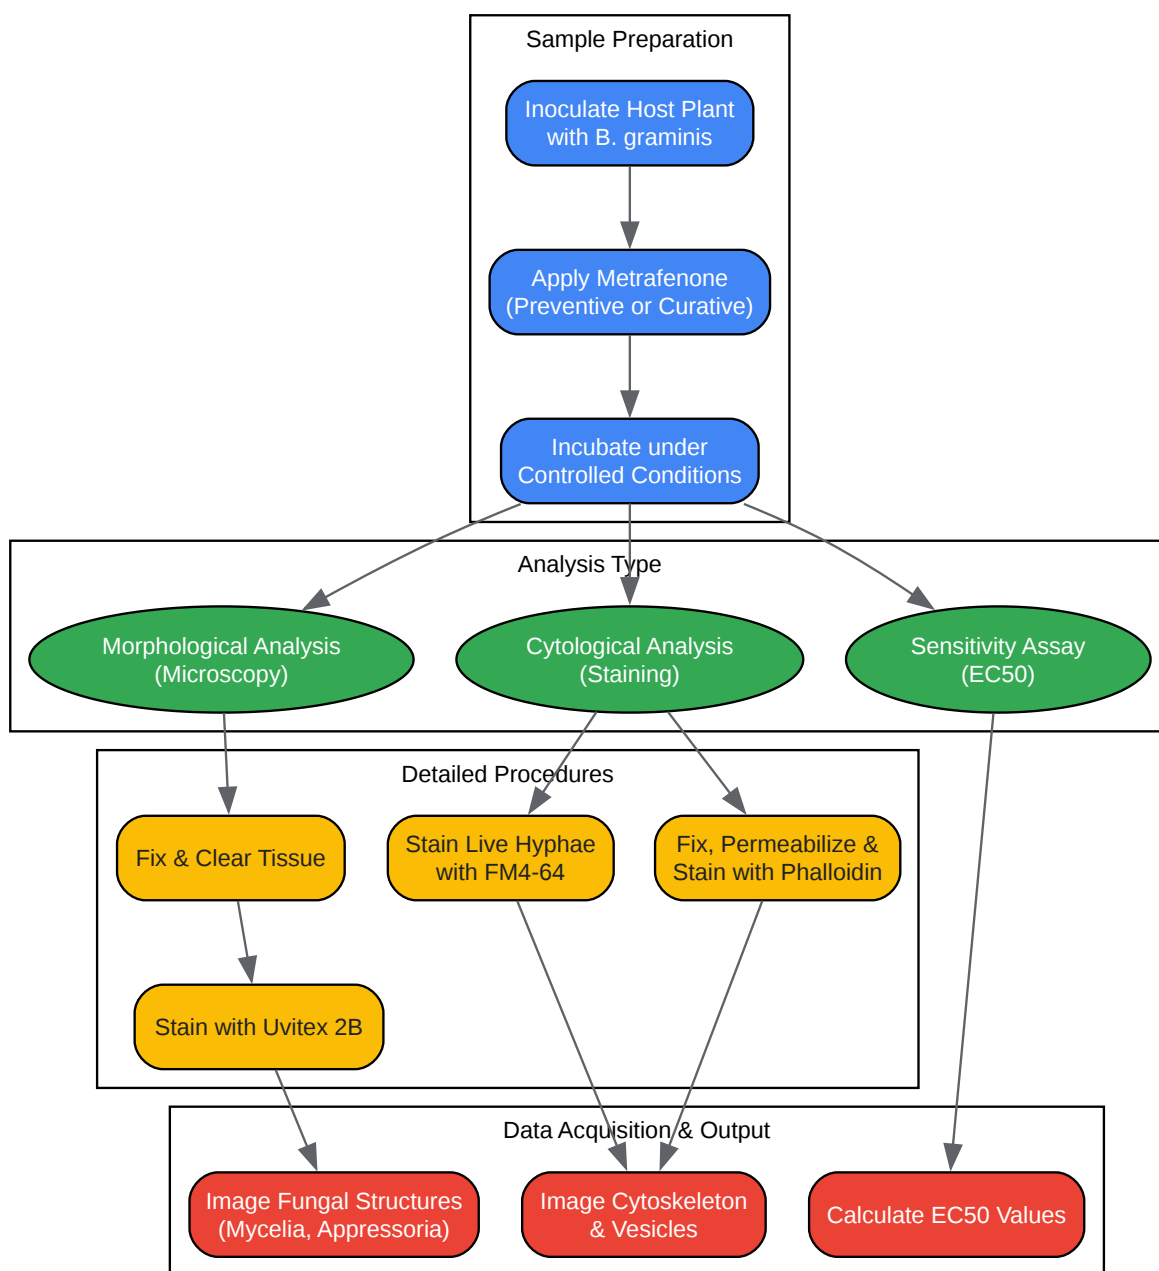 Sample Preparation
Inoculate Host Plant
with B. graminis
Apply Metrafenone
(Preventive or Curative)
Incubate under
Controlled Conditions
Analysis Type
Morphological Analysis
(Microscopy)
Cytological Analysis
(Staining)
Sensitivity Assay
(EC50)
Detailed Procedures
Fix & Clear Tissue
Stain Live Hyphae
with FM4-64
Fix, Permeabilize &
Stain with Phalloidin
Stain with Uvitex 2B
Data Acquisition & Output
Image Fungal Structures
(Mycelia, Appressoria)
Image Cytoskeleton
& Vesicles
Calculate EC50 Values